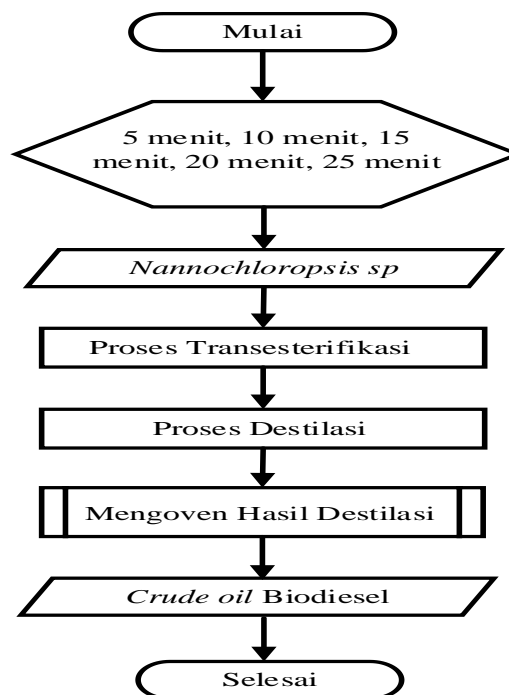 Mulai
5 menit, 10 menit, 15
menit, 20 menit, 25 menit
Nannochloropsis sp
Proses Transesterifikasi
Proses Destilasi
Mengoven Hasil Destilasi
Crude oil Biodiesel
Selesai